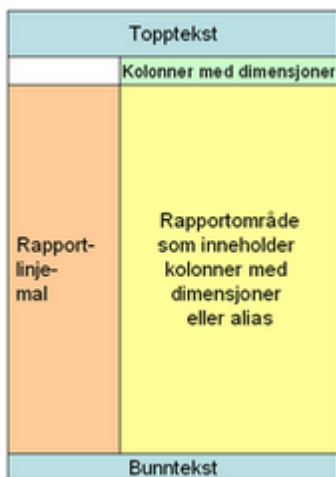 Topptekst
Kolonner med dimensjoner
Rapport-
linje-
mal
Rapportområde
som inneholder
kolonner med
dimensjoner
eller alias
Bunntekst